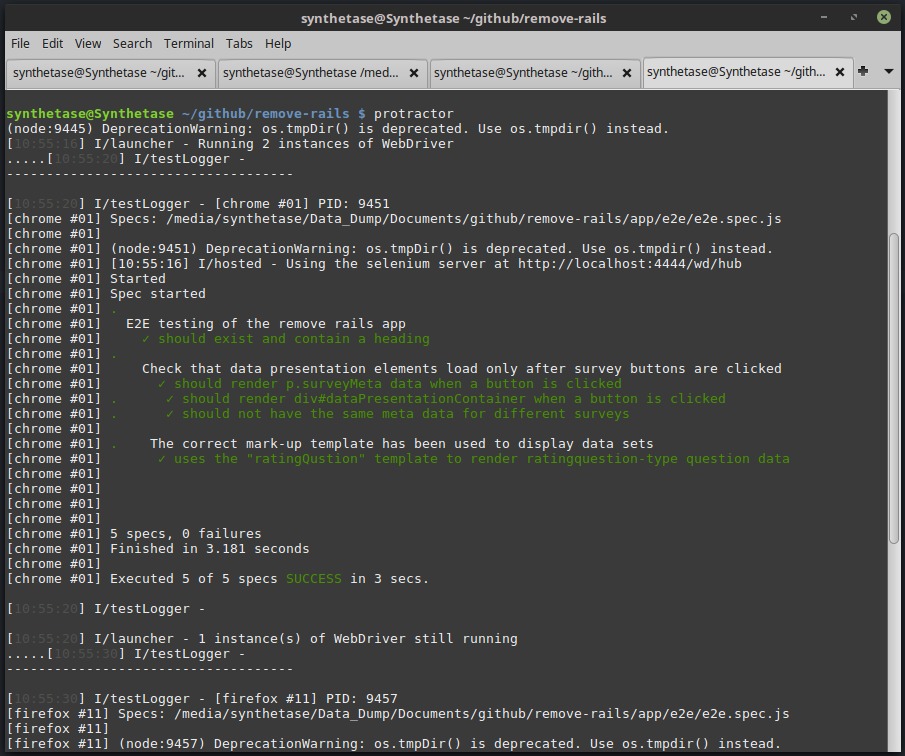 synthetase@Synthetase ~/github/remove-rails
File Edit View Search Terminal Tabs Help
synthetase@Synthetase ~/git... synthetase@Synthetase /med... synthetase@Synthetase ~/gith... synthetase@Synthetase ~/gith...
synthetase@Synthetase ~/github/remove-rails $ protractor
(node:9445) DeprecationWarning: os.tmpDir() is deprecated. Use os.tmpdir() instead.
[10:55:16] I/launcher - Running 2 instances of WebDriver
.....[10:55:20] I/testLogger -
------------------------------------
[10:55:20] I/testLogger - [chrome #01] PID: 9451
[chrome #01] Specs: /media/synthetase/Data_Dump/Documents/github/remove-rails/app/e2e/e2e.spec.js
[chrome #01]
[chrome #01] (node:9451) DeprecationWarning: os.tmpDir() is deprecated. Use os.tmpdir() instead.
[chrome #01] [10:55:16] I/hosted - Using the selenium server at http://localhost:4444/wd/hub
[chrome #01] Started
[chrome #01] Spec started
[chrome #01] .
[chrome #01]   E2E testing of the remove rails app
[chrome #01]     ✓ should exist and contain a heading
[chrome #01] .
[chrome #01]     Check that data presentation elements load only after survey buttons are clicked
[chrome #01]       ✓ should render p.surveyMeta data when a button is clicked
[chrome #01] .      ✓ should render div#dataPresentationContainer when a button is clicked
[chrome #01] .      ✓ should not have the same meta data for different surveys
[chrome #01]
[chrome #01] .    The correct mark-up template has been used to display data sets
[chrome #01]       ✓ uses the "ratingQustion" template to render ratingquestion-type question data
[chrome #01]
[chrome #01]
[chrome #01]
[chrome #01]
[chrome #01] 5 specs, 0 failures
[chrome #01] Finished in 3.181 seconds
[chrome #01]
[chrome #01] Executed 5 of 5 specs SUCCESS in 3 secs.
[10:55:20] I/testLogger -
[10:55:20] I/launcher - 1 instance(s) of WebDriver still running
.....[10:55:30] I/testLogger -
------------------------------------
[10:55:30] I/testLogger - [firefox #11] PID: 9457
[firefox #11] Specs: /media/synthetase/Data_Dump/Documents/github/remove-rails/app/e2e/e2e.spec.js
[firefox #11]
[firefox #11] (node:9457) DeprecationWarning: os.tmpDir() is deprecated. Use os.tmpdir() instead.